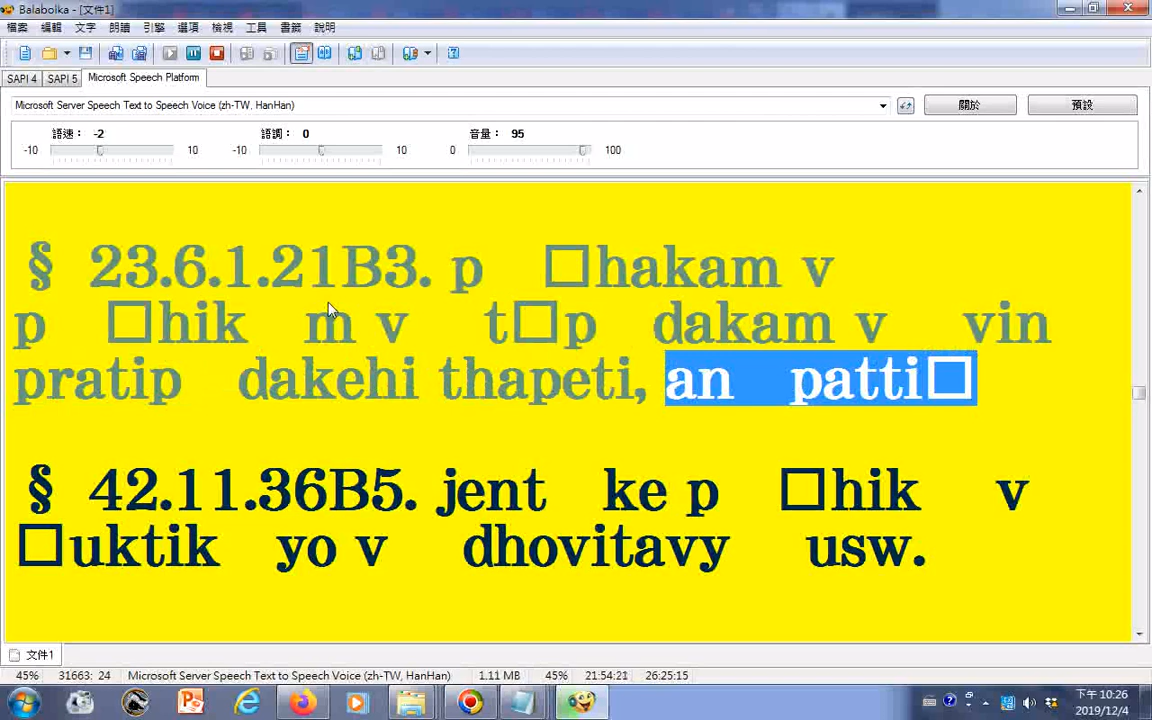 Balabolka - [文件1]
檔案 編輯 文字 朗讀 引擎 選項 檢視 工具 書籤 說明
SAPI 4 SAPI 5 Microsoft Speech Platform
Microsoft Server Speech Text to Speech Voice (zh-TW, HanHan) 關於 預設
語速： -2 語調： 0 音量： 95
-10 10 -10 10 0 100
§ 23.6.1.21B3. p □hakam v
p □hik m v t□p dakam v vin
pratip dakehi thapeti, an patti□
§ 42.11.36B5. jent ke p □hik v
□uktik yo v dhovitavy usw.
文件1
45% 31663: 24 Microsoft Server Speech Text to Speech Voice (zh-TW, HanHan) 1.11 MB 45% 21:54:21 26:25:15
下午 10:26
2019/12/4